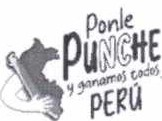 Ponle
PUNCHE
y ganamos todos,
PERÚ